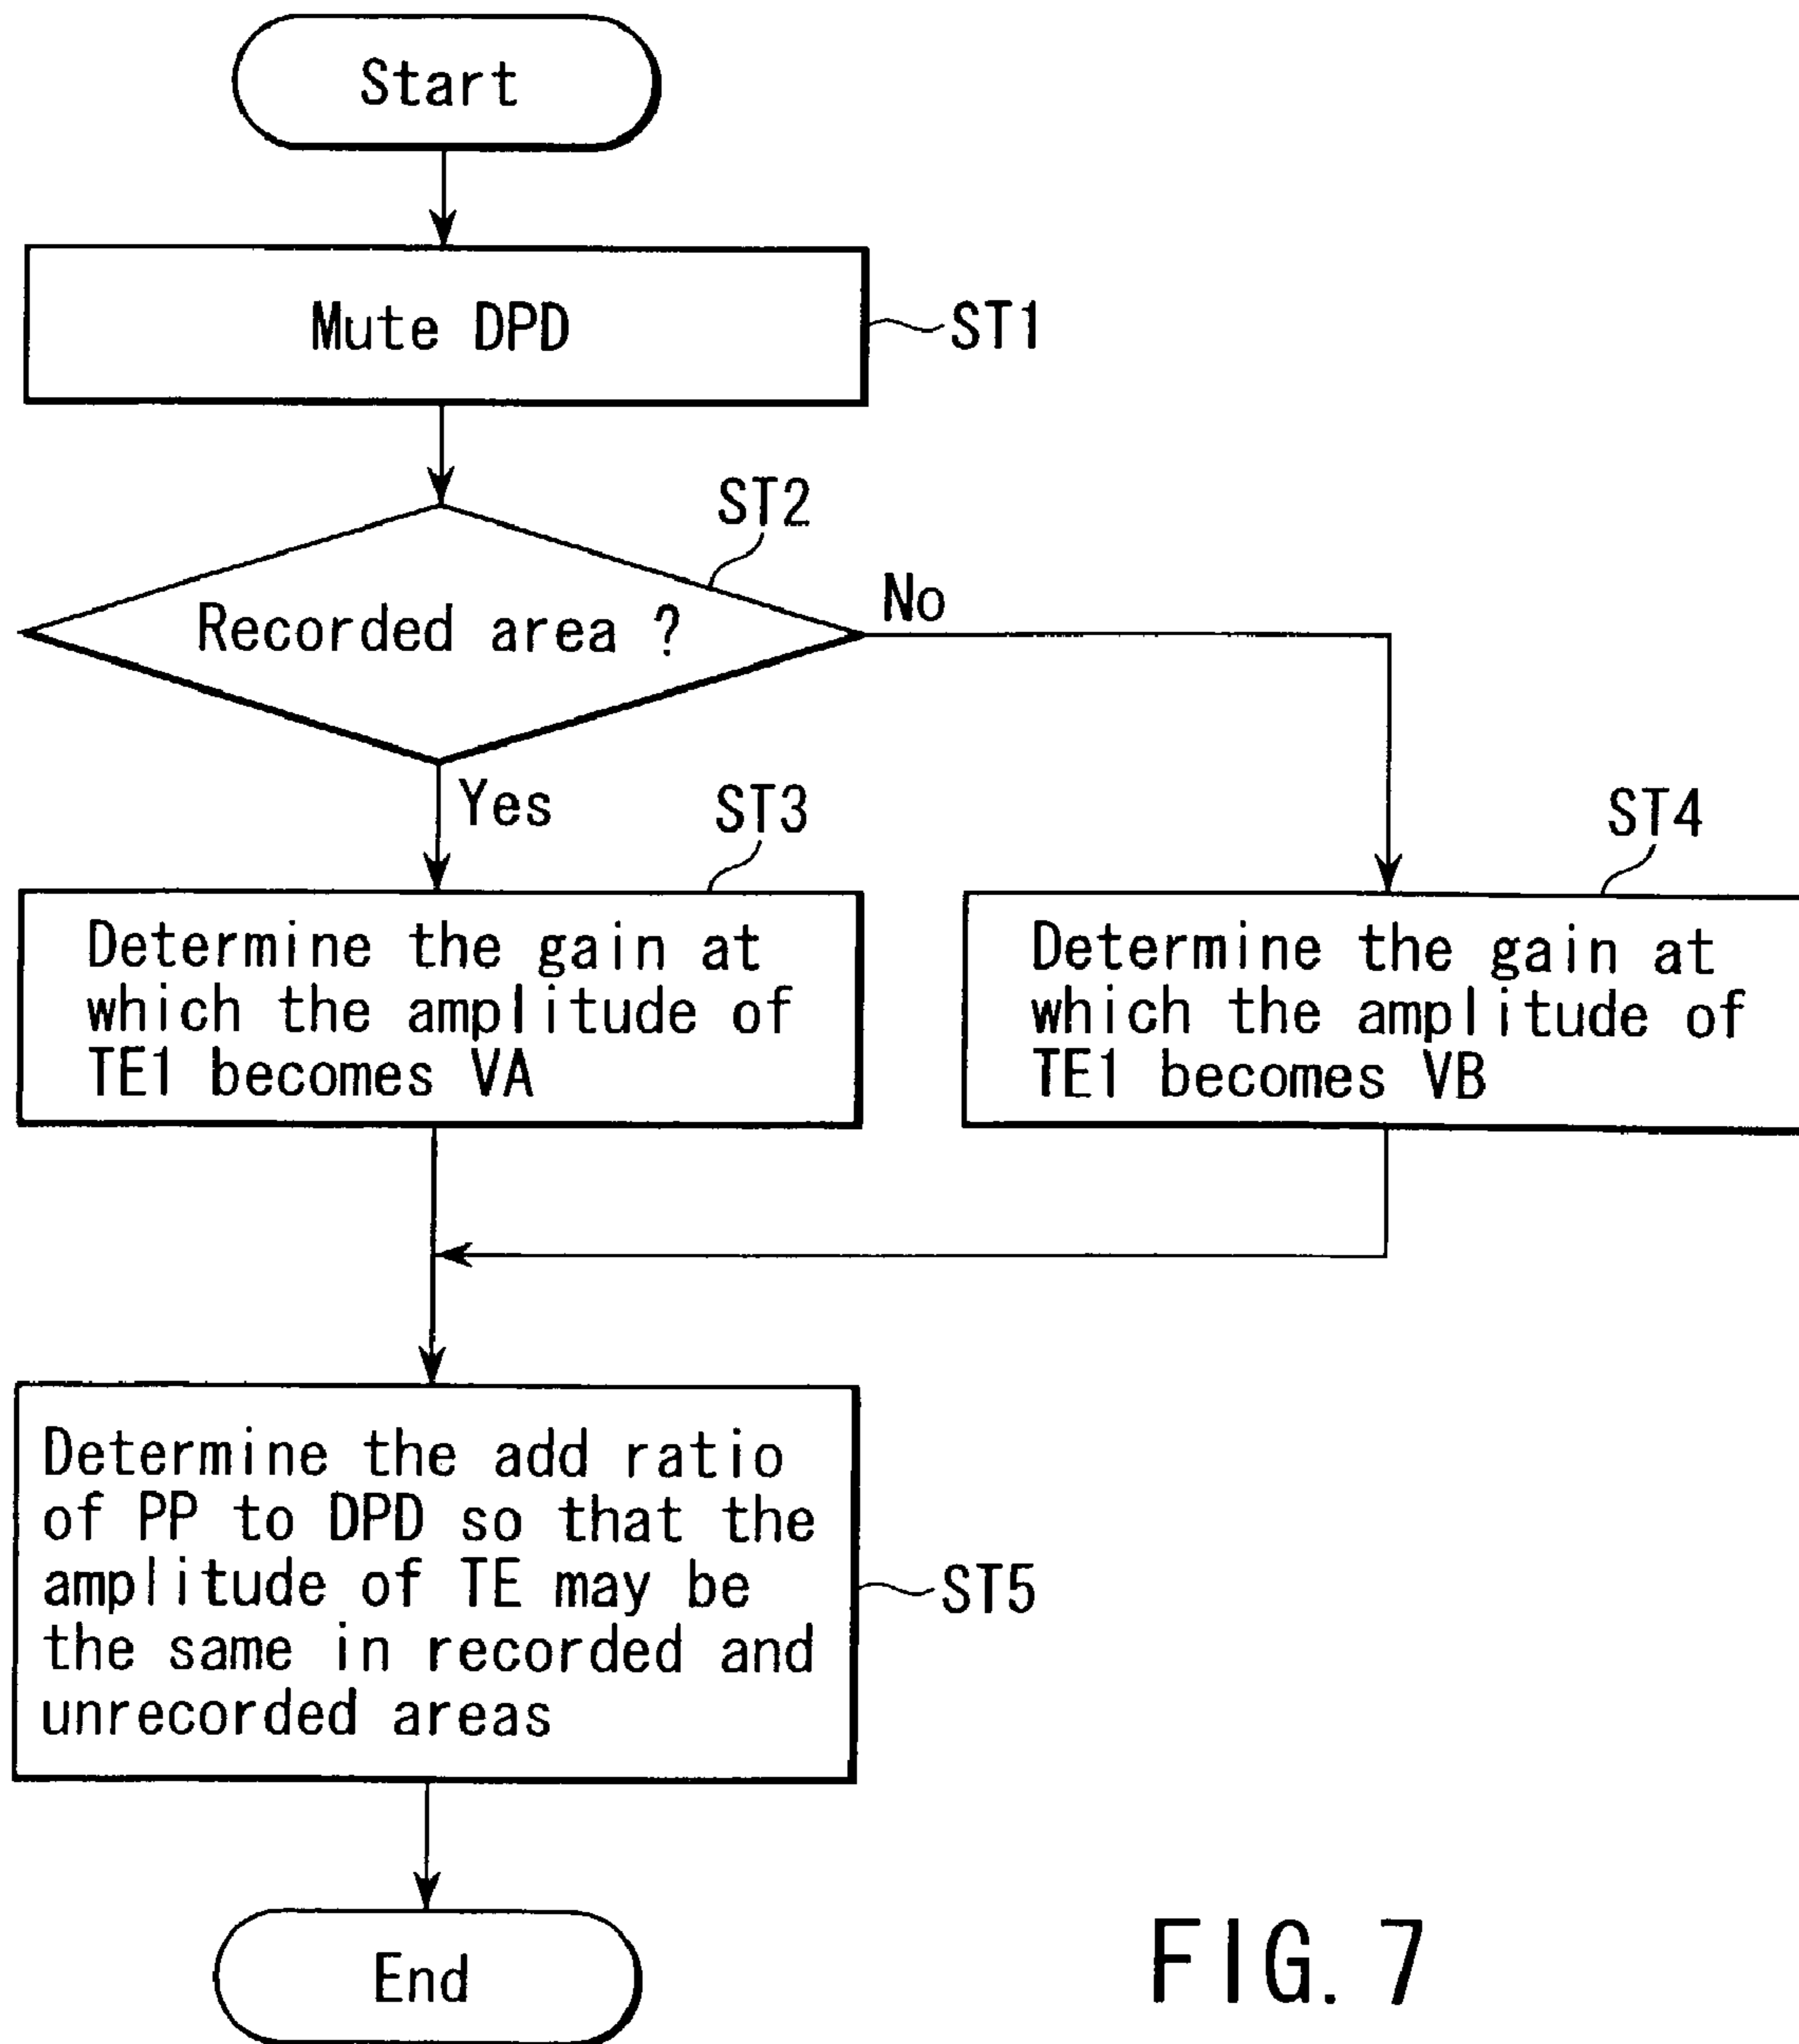 Start
Mute DPD
ST1
ST2
Recorded area ?
No
Yes
ST3
Determine the gain at
which the amplitude of
TE1 becomes VA
ST4
Determine the gain at
which the amplitude of
TE1 becomes VB
Determine the add ratio
of PP to DPD so that the
amplitude of TE may be
the same in recorded and
unrecorded areas
ST5
End
FIG. 7